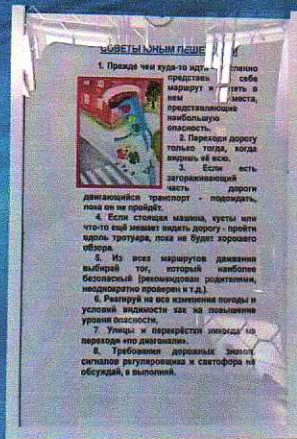 СОВЕТЫ ЮНЫМ
1. Прежде чем куда-то идти
представь себе
маршрут и
нем места,
представляющие
наибольшую
опасность.
2. Переходи дорогу
только тогда, когда
видишь её всю.
3. Если есть
загораживающий
часть дороги
двигающийся транспорт - подождать,
пока он не пройдёт.
4. Если стоящая машина, кусты или
что-то ещё мешает видеть дорогу - пройти
вдоль тротуара, пока не будет хорошего
обзора.
5. Из всех маршрутов движения
выбирай тот, который наиболее
безопасный (рекомендован родителями,
неоднократно проверен и т.д.).
6. Реагируй на все изменения погоды и
условий видимости как на повышение
уровня опасности.
7. Улицы и перекрёстки никогда не
переходи «по диагонали».
8. Требования дорожных знаков,
сигналов регулировщика и светофора не
обсуждай, а выполняй.